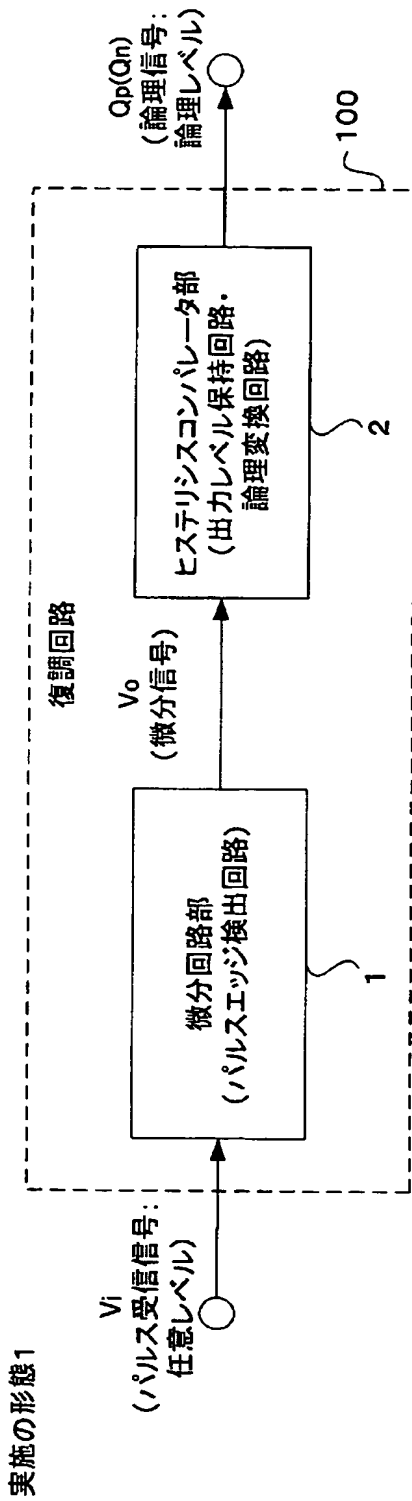 実施の形態1
Vi
(パルス受信信号:
任意レベル)
復調回路
微分回路部
(パルスエッジ検出回路)
1
Vo
(微分信号)
ヒステリシスコンパレータ部
(出力レベル保持回路・
論理変換回路)
2
Qp(Qn)
(論理信号:
論理レベル)
100